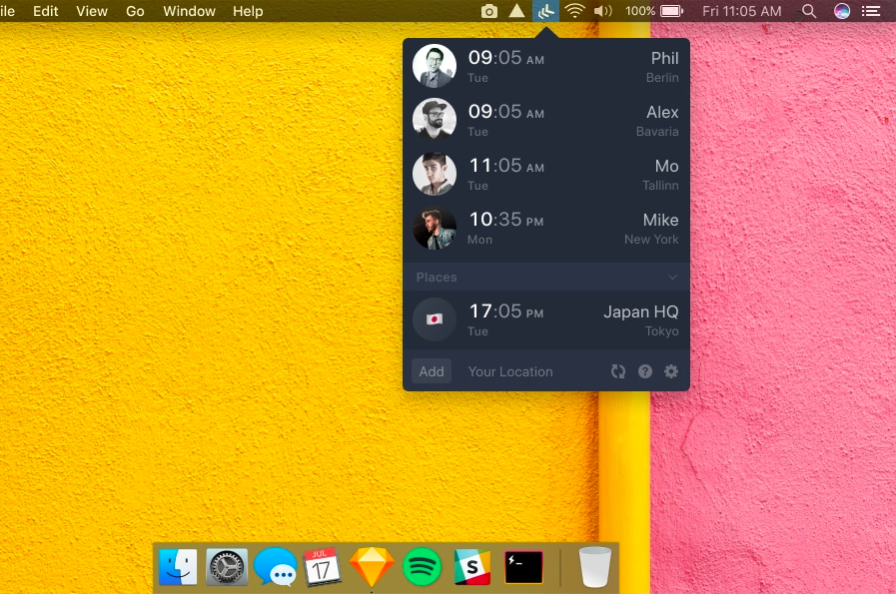 ile Edit View Go Window Help 100% Fri 11:05 AM
09:05 AM Phil
Tue Berlin
09:05 AM Alex
Tue Bavaria
11:05 AM Mo
Tue Tallinn
10:35 PM Mike
Mon New York
Places
17:05 PM Japan HQ
Tue Tokyo
Add Your Location ?
JUL
17
S